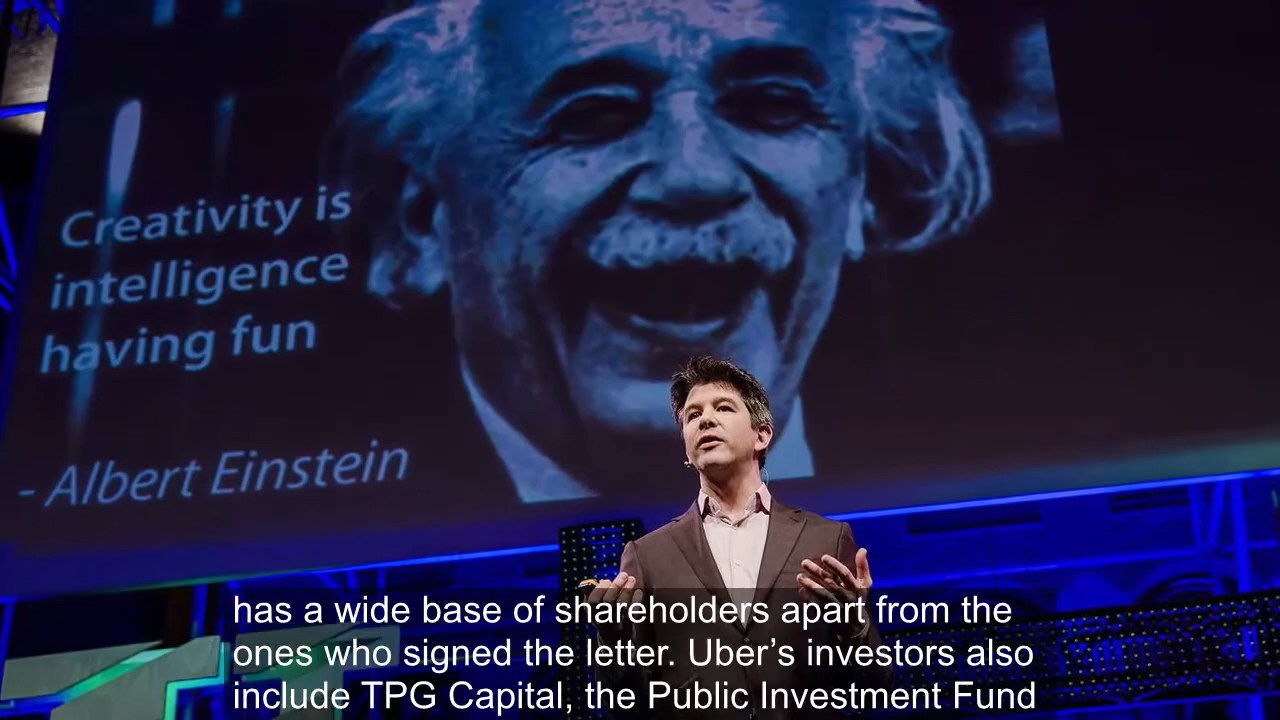 Creativity is
intelligence
having fun
- Albert Einstein
has a wide base of shareholders apart from the
ones who signed the letter. Uber’s investors also
include TPG Capital, the Public Investment Fund